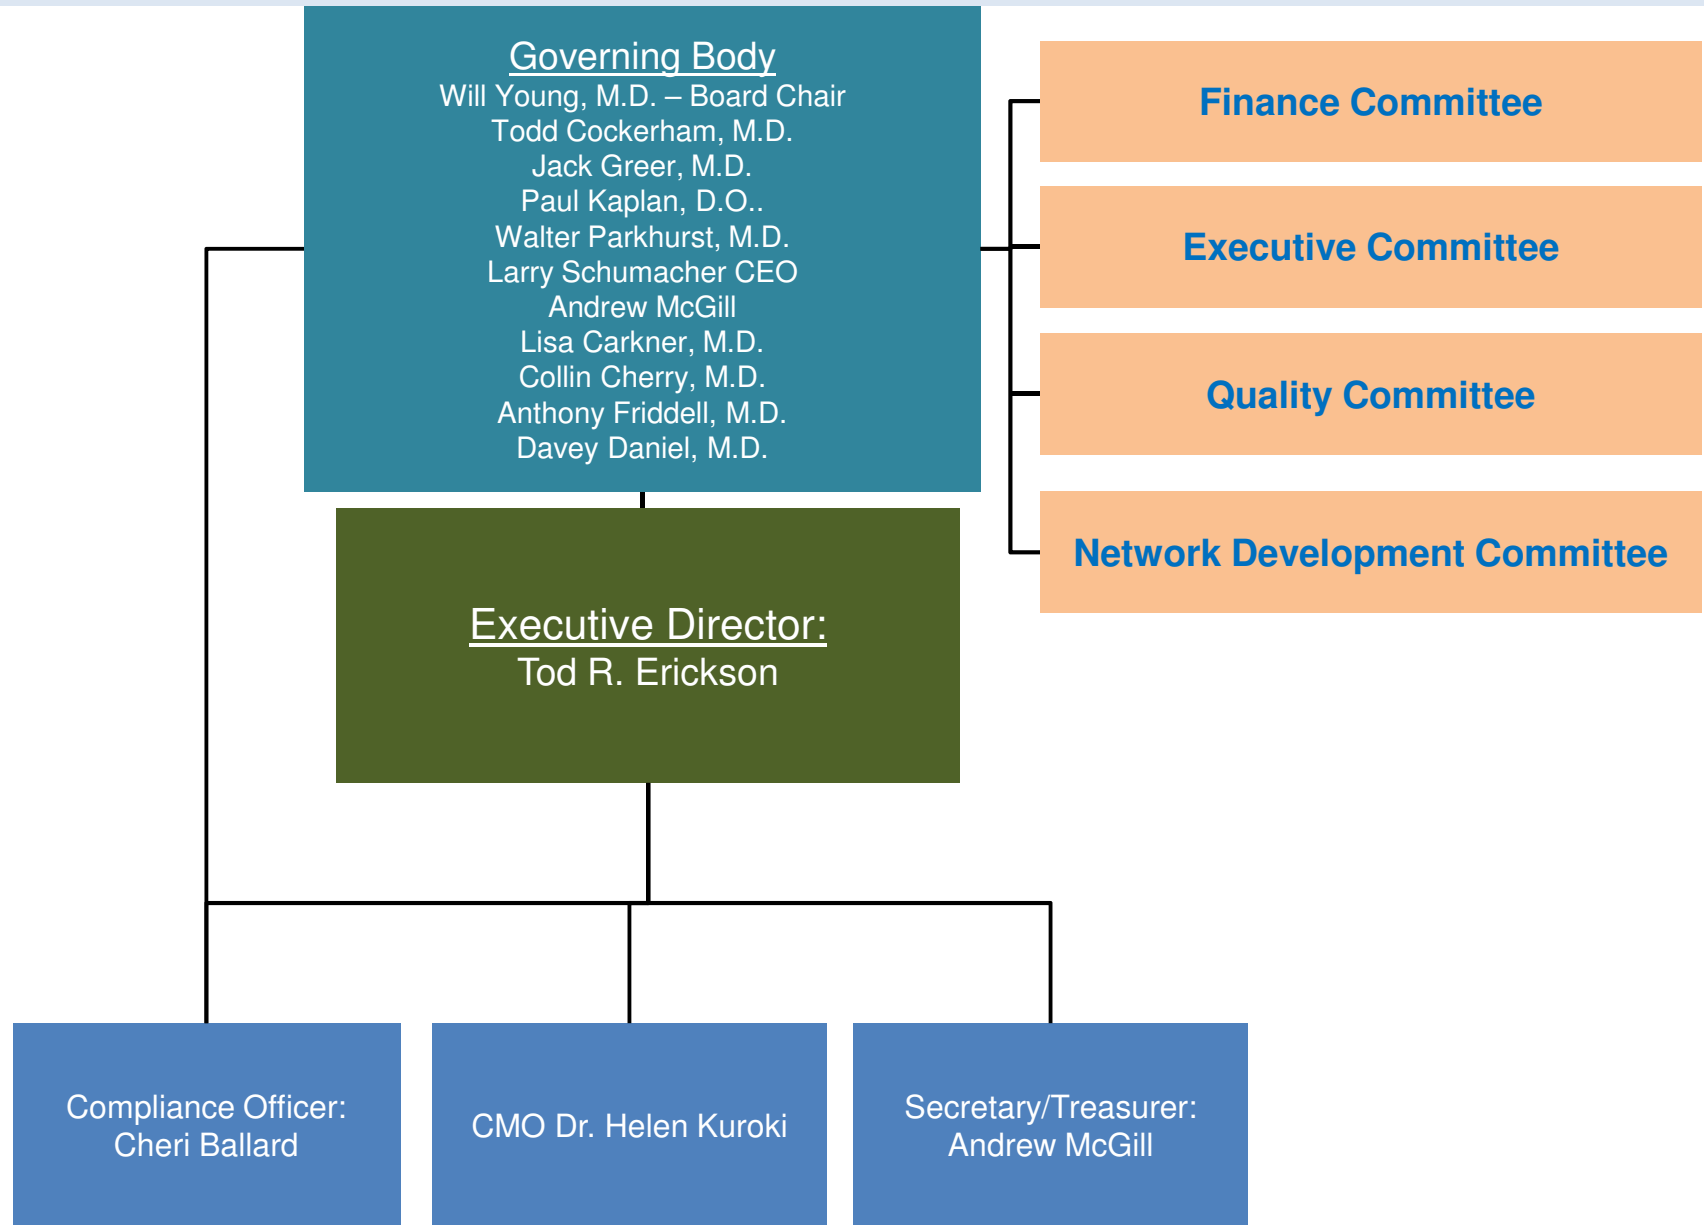 Governing Body
Will Young, M.D. – Board Chair
Todd Cockerham, M.D.
Jack Greer, M.D.
Paul Kaplan, D.O..
Walter Parkhurst, M.D.
Larry Schumacher CEO
Andrew McGill
Lisa Carkner, M.D.
Collin Cherry, M.D.
Anthony Friddell, M.D.
Davey Daniel, M.D.
Finance Committee
Executive Committee
Quality Committee
Network Development Committee
Executive Director:
Tod R. Erickson
Compliance Officer:
Cheri Ballard
CMO Dr. Helen Kuroki
Secretary/Treasurer:
Andrew McGill